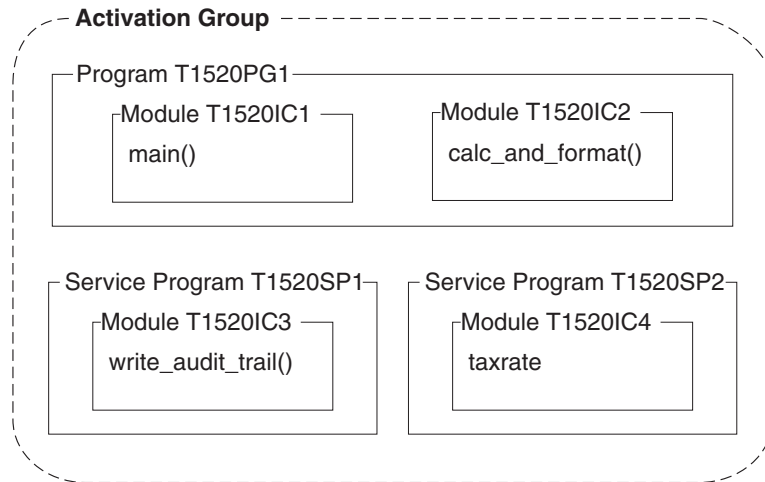 Activation Group
Program T1520PG1
Module T1520IC1
Module T1520IC2
main()
calc_and_format()
Service Program T1520SP1
Service Program T1520SP2
Module T1520IC3
Module T1520IC4
write_audit_trail()
taxrate